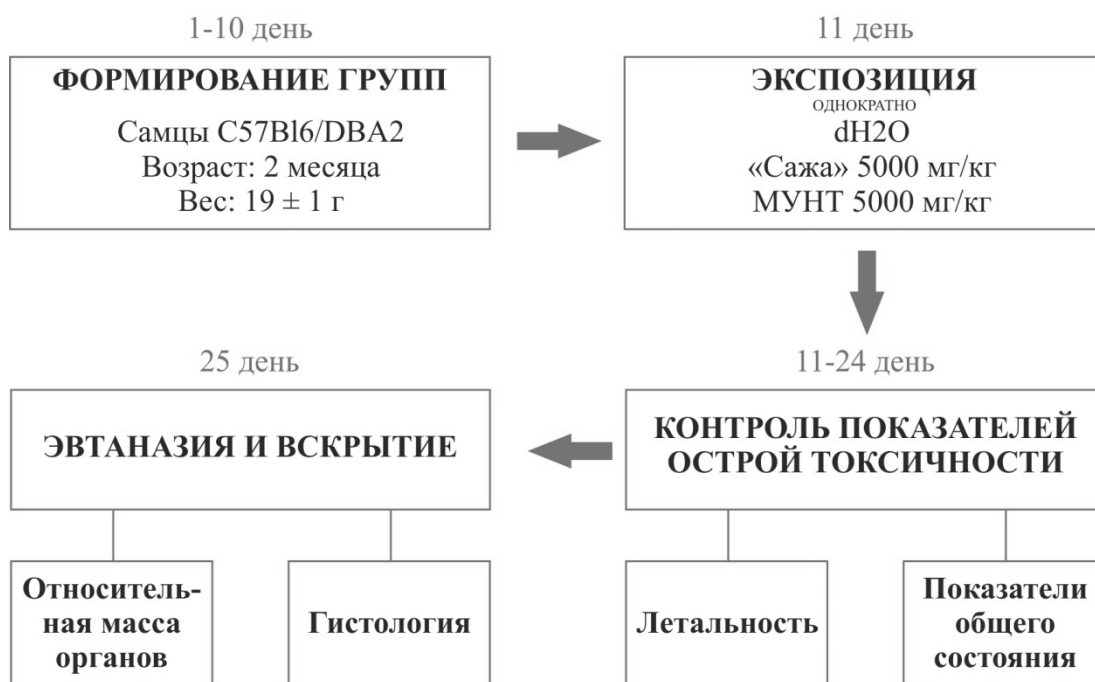 1-10 день
ФОРМИРОВАНИЕ ГРУПП
Самцы C57Bl6/DBA2
Возраст: 2 месяца
Вес: 19 ± 1 г
11 день
ЭКСПОЗИЦИЯ
ОДНОКРАТНО
dH2O
«Сажа» 5000 мг/кг
МУНТ 5000 мг/кг
11-24 день
КОНТРОЛЬ ПОКАЗАТЕЛЕЙ
ОСТРОЙ ТОКСИЧНОСТИ
Летальность
Показатели
общего
состояния
25 день
ЭВТАНАЗИЯ И ВСКРЫТИЕ
Относитель-
ная масса
органов
Гистология